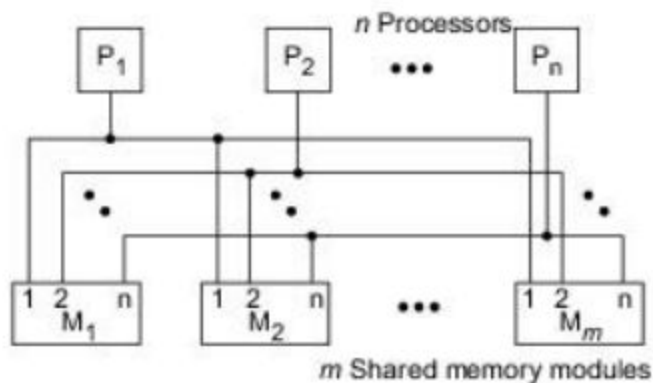 n Processors
P1 P2 Pn
1 2 n 1 2 n 1 2 n
M1 M2 Mm
m Shared memory modules